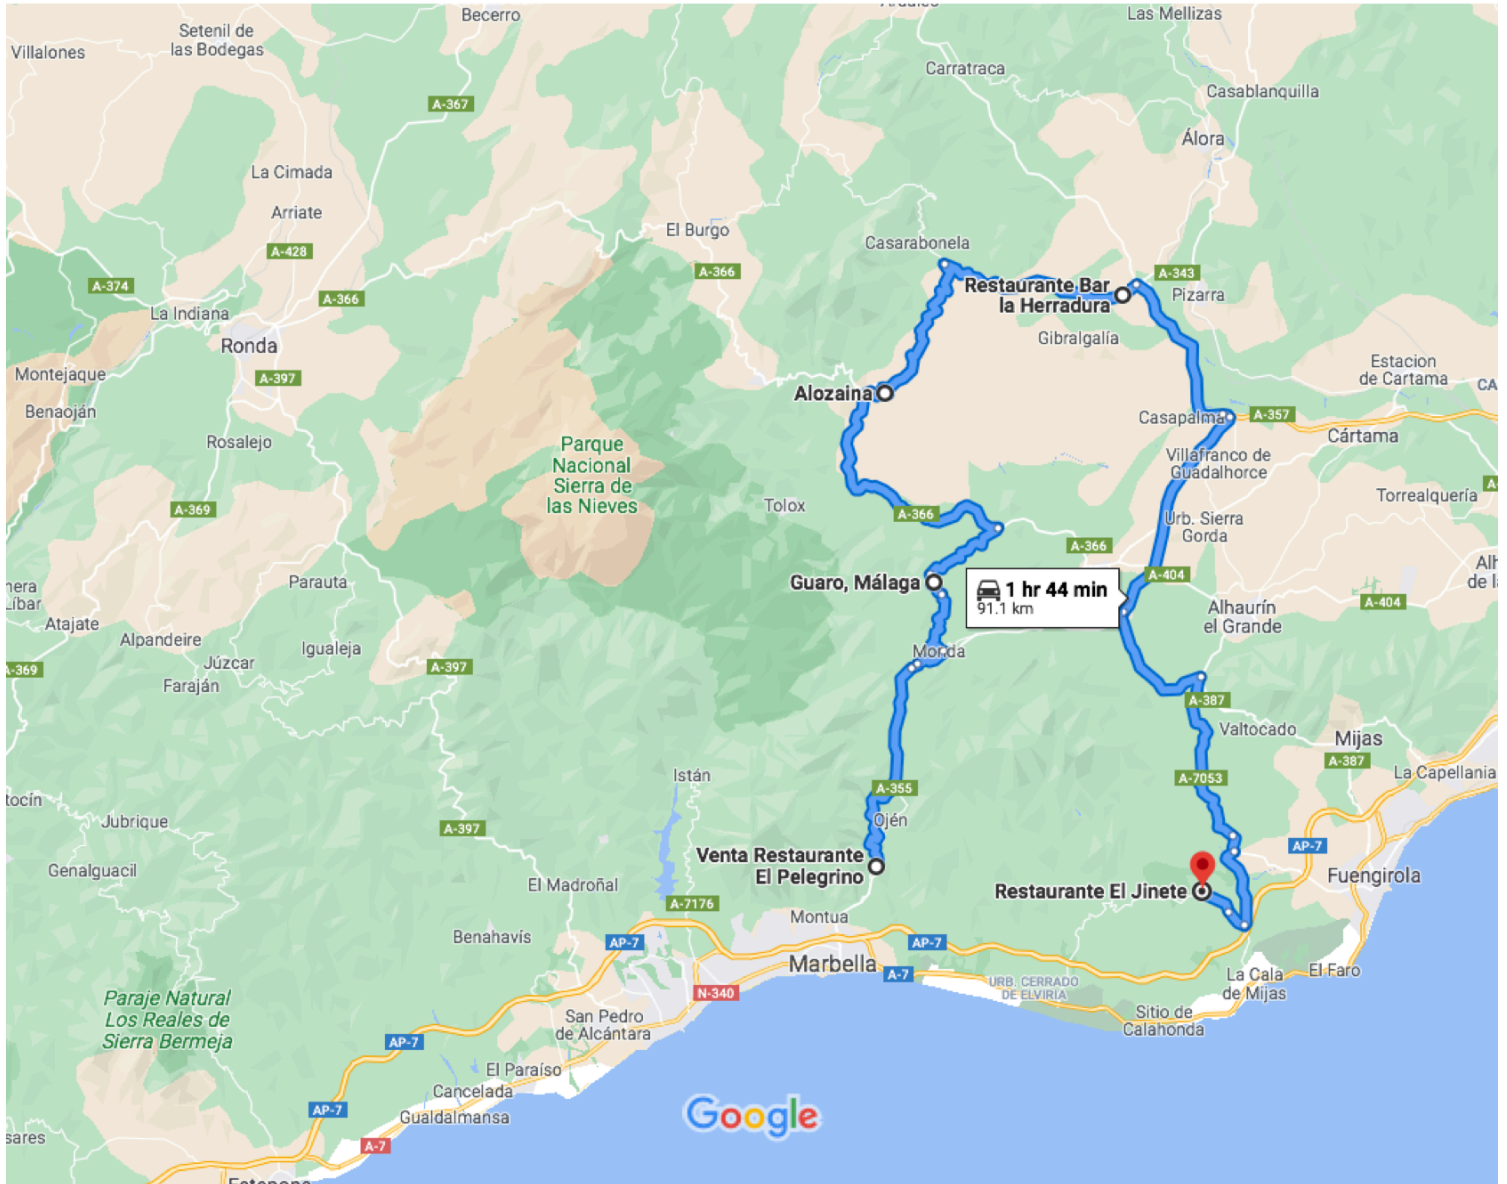 Becerro
Ardales
Las Mellizas
Setenil de
las Bodegas
Villalones
Carratraca
Casablanquilla
A-367
Álora
La Cimada
Arriate
El Burgo
Casarabonela
A-428
A-366
A-343
A-374
A-366
Restaurante Bar
la Herradura
Pizarra
La Indiana
Ronda
Gibralgalía
Estacion
de Cartama
Montejaque
A-397
CA
Alozaina
Benaoján
Casapalma
A-357
Rosalejo
Cártama
Parque
Nacional
Sierra de
las Nieves
Villafranco de
Guadalhorce
Torrealquería
A-369
Tolox
A-366
Urb. Sierra
Gorda
A-366
Parauta
Guaro, Málaga
1 hr 44 min
91.1 km
A-404
A-404
Alhaurín
el Grande
Líbar
Atajate
Alpandeire
Igualeja
Júzcar
Faraján
A-397
A-369
Monda
A-387
Valtocado
Mijas
A-387
La Capellania
Istán
A-7053
A-355
Ojén
Jubrique
A-397
Genalguacil
AP-7
Venta Restaurante
El Pelegrino
El Madroñal
Restaurante El Jinete
Fuengirola
A-7176
Montua
Benahavís
AP-7
AP-7
Marbella
A-7
La Cala
de Mijas
El Faro
URB. CERRADO
DE ELVIRÍA
N-340
Paraje Natural
Los Reales de
Sierra Bermeja
San Pedro
de Alcántara
Sitio de
Calahonda
AP-7
El Paraíso
Cancelada
AP-7
Gualdalmansa
Google
A-7
Estepona